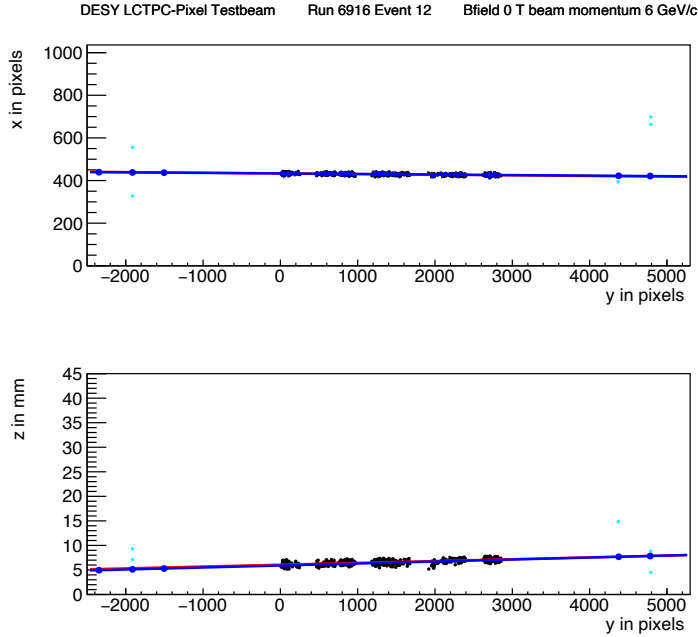 DESY LCTPC-Pixel Testbeam Run 6916 Event 12 Bfield 0 T beam momentum 6 GeV/c
x in pixels
1000
800
600
400
200
0
−2000 −1000 0 1000 2000 3000 4000 5000
y in pixels
z in mm
45
40
35
30
25
20
15
10
5
0
−2000 −1000 0 1000 2000 3000 4000 5000
y in pixels